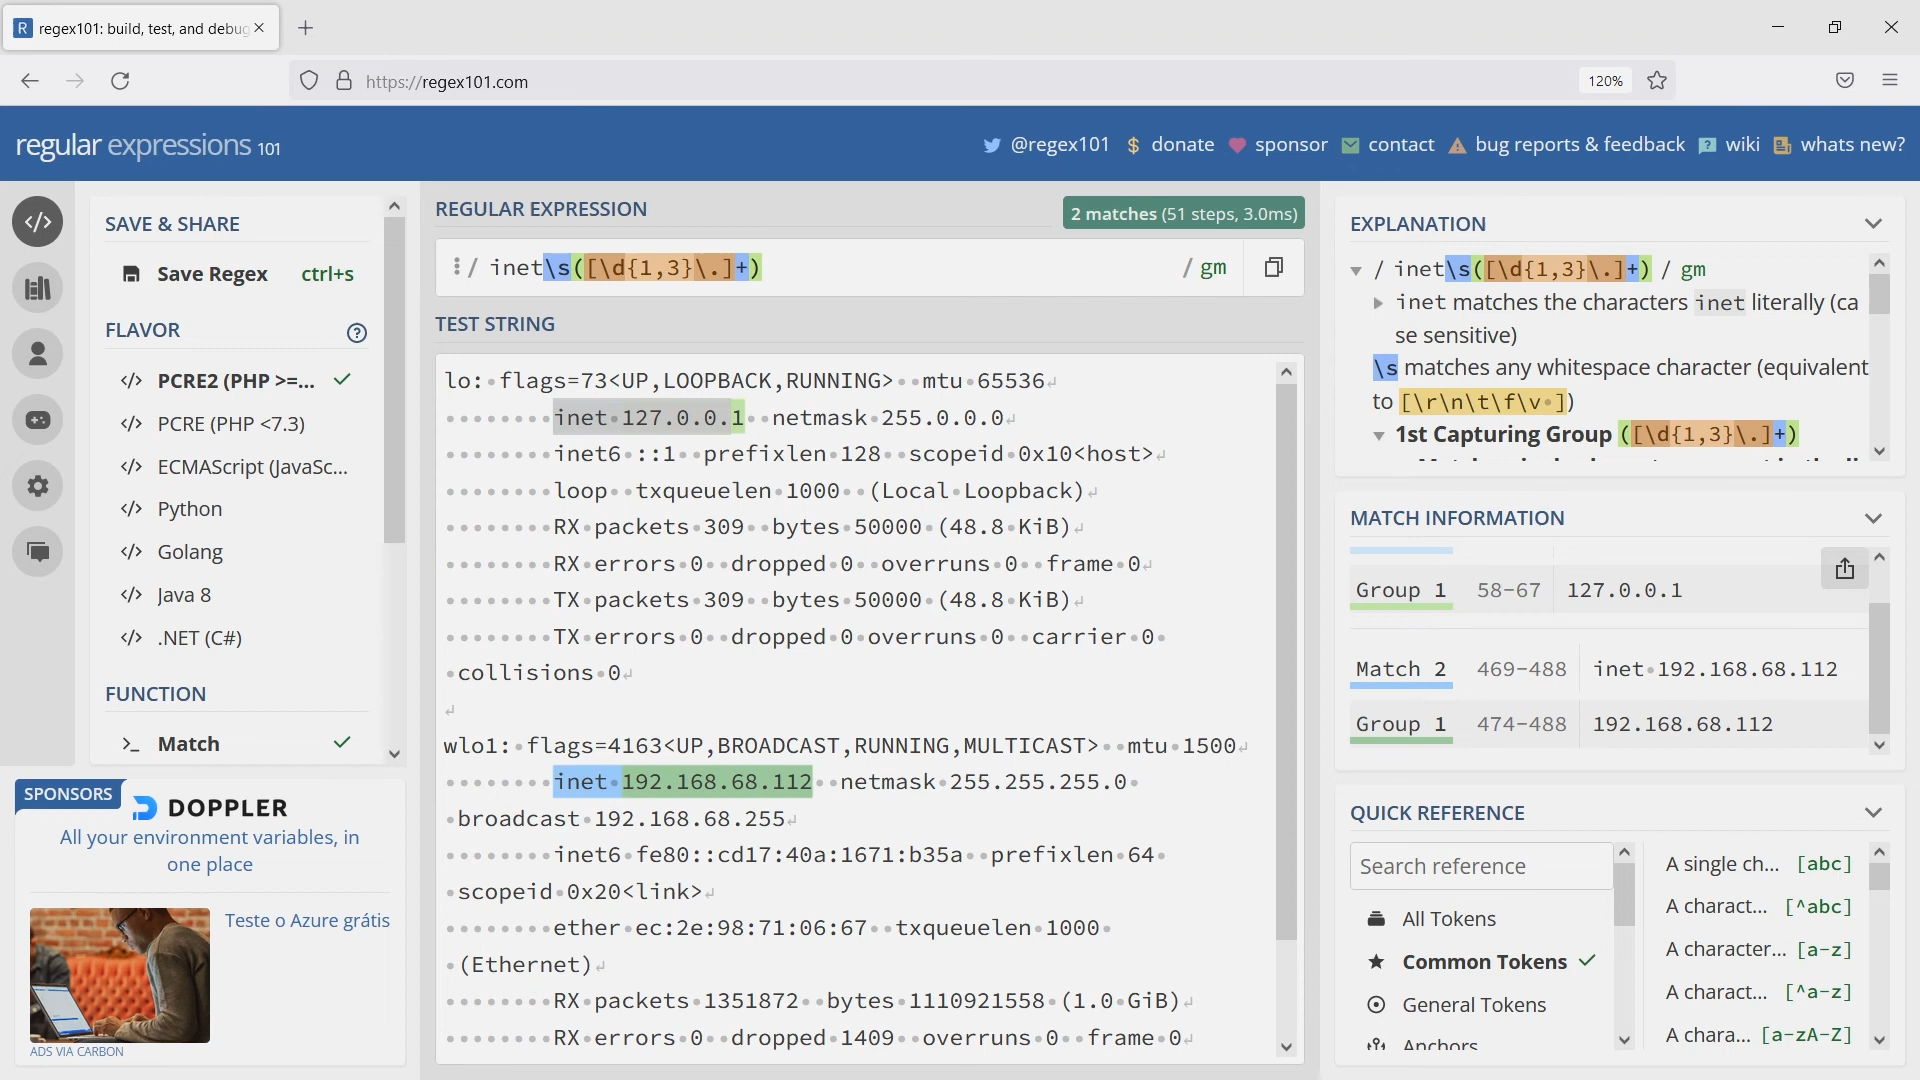 regex101: build, test, and debug
https://regex101.com
120%
regular expressions 101
@regex101
donate
sponsor
contact
bug reports & feedback
wiki
whats new?
SAVE & SHARE
Save Regex ctrl+s
FLAVOR
PCRE2 (PHP >=...
PCRE (PHP <7.3)
ECMAScript (JavaSc...
Python
Golang
Java 8
.NET (C#)
FUNCTION
Match
SPONSORS
DOPPLER
All your environment variables, in
one place
Teste o Azure grátis
ADS VIA CARBON
REGULAR EXPRESSION
2 matches (51 steps, 3.0ms)
/ inet\s([\d{1,3}\.]+) / gm
TEST STRING
lo: flags=73<UP,LOOPBACK,RUNNING>  mtu 65536
inet 127.0.0.1  netmask 255.0.0.0
inet6 ::1  prefixlen 128  scopeid 0x10<host>
loop  txqueuelen 1000  (Local Loopback)
RX packets 309  bytes 50000 (48.8 KiB)
RX errors 0  dropped 0  overruns 0  frame 0
TX packets 309  bytes 50000 (48.8 KiB)
TX errors 0  dropped 0 overruns 0  carrier 0
collisions 0
wlo1: flags=4163<UP,BROADCAST,RUNNING,MULTICAST>  mtu 1500
inet 192.168.68.112  netmask 255.255.255.0
broadcast 192.168.68.255
inet6 fe80::cd17:40a:1671:b35a  prefixlen 64
scopeid 0x20<link>
ether ec:2e:98:71:06:67  txqueuelen 1000
(Ethernet)
RX packets 1351872  bytes 1110921558 (1.0 GiB)
RX errors 0  dropped 1409  overruns 0  frame 0
EXPLANATION
/ inet\s([\d{1,3}\.]+) / gm
inet matches the characters inet literally (ca
se sensitive)
\s matches any whitespace character (equivalent
to [\r\n\t\f\v ])
1st Capturing Group ([\d{1,3}\.]+)
MATCH INFORMATION
Group 1 58-67 127.0.0.1
Match 2 469-488 inet 192.168.68.112
Group 1 474-488 192.168.68.112
QUICK REFERENCE
Search reference
All Tokens
Common Tokens
General Tokens
Anchors
A single ch... [abc]
A charact... [^abc]
A character... [a-z]
A charact... [^a-z]
A chara... [a-zA-Z]